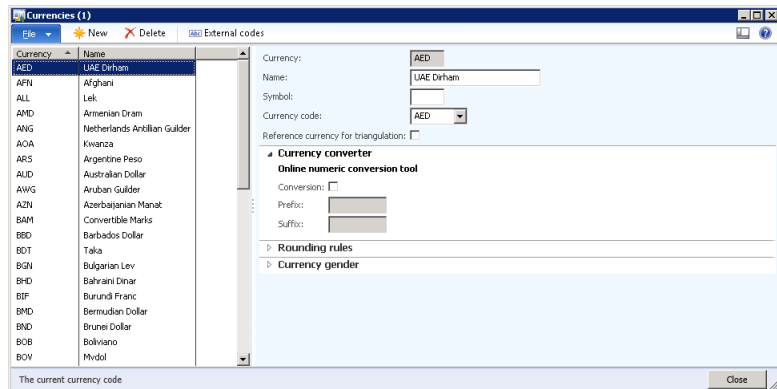 Currencies (1)
File New Delete Abc External codes
Currency Name
AED UAE Dirham
AFN Afghani
ALL Lek
AMD Armenian Dram
ANG Netherlands Antillian Guilder
AOA Kwanza
ARS Argentine Peso
AUD Australian Dollar
AWG Aruban Guilder
AZN Azerbaijanian Manat
BAM Convertible Marks
BBD Barbados Dollar
BDT Taka
BGN Bulgarian Lev
BHD Bahraini Dinar
BIF Burundi Franc
BMD Bermudian Dollar
BND Brunei Dollar
BOB Boliviano
BOV Mvdol
Currency: AED
Name: UAE Dirham
Symbol:
Currency code: AED
Reference currency for triangulation:
Currency converter
Online numeric conversion tool
Conversion:
Prefix:
Suffix:
Rounding rules
Currency gender
The current currency code
Close